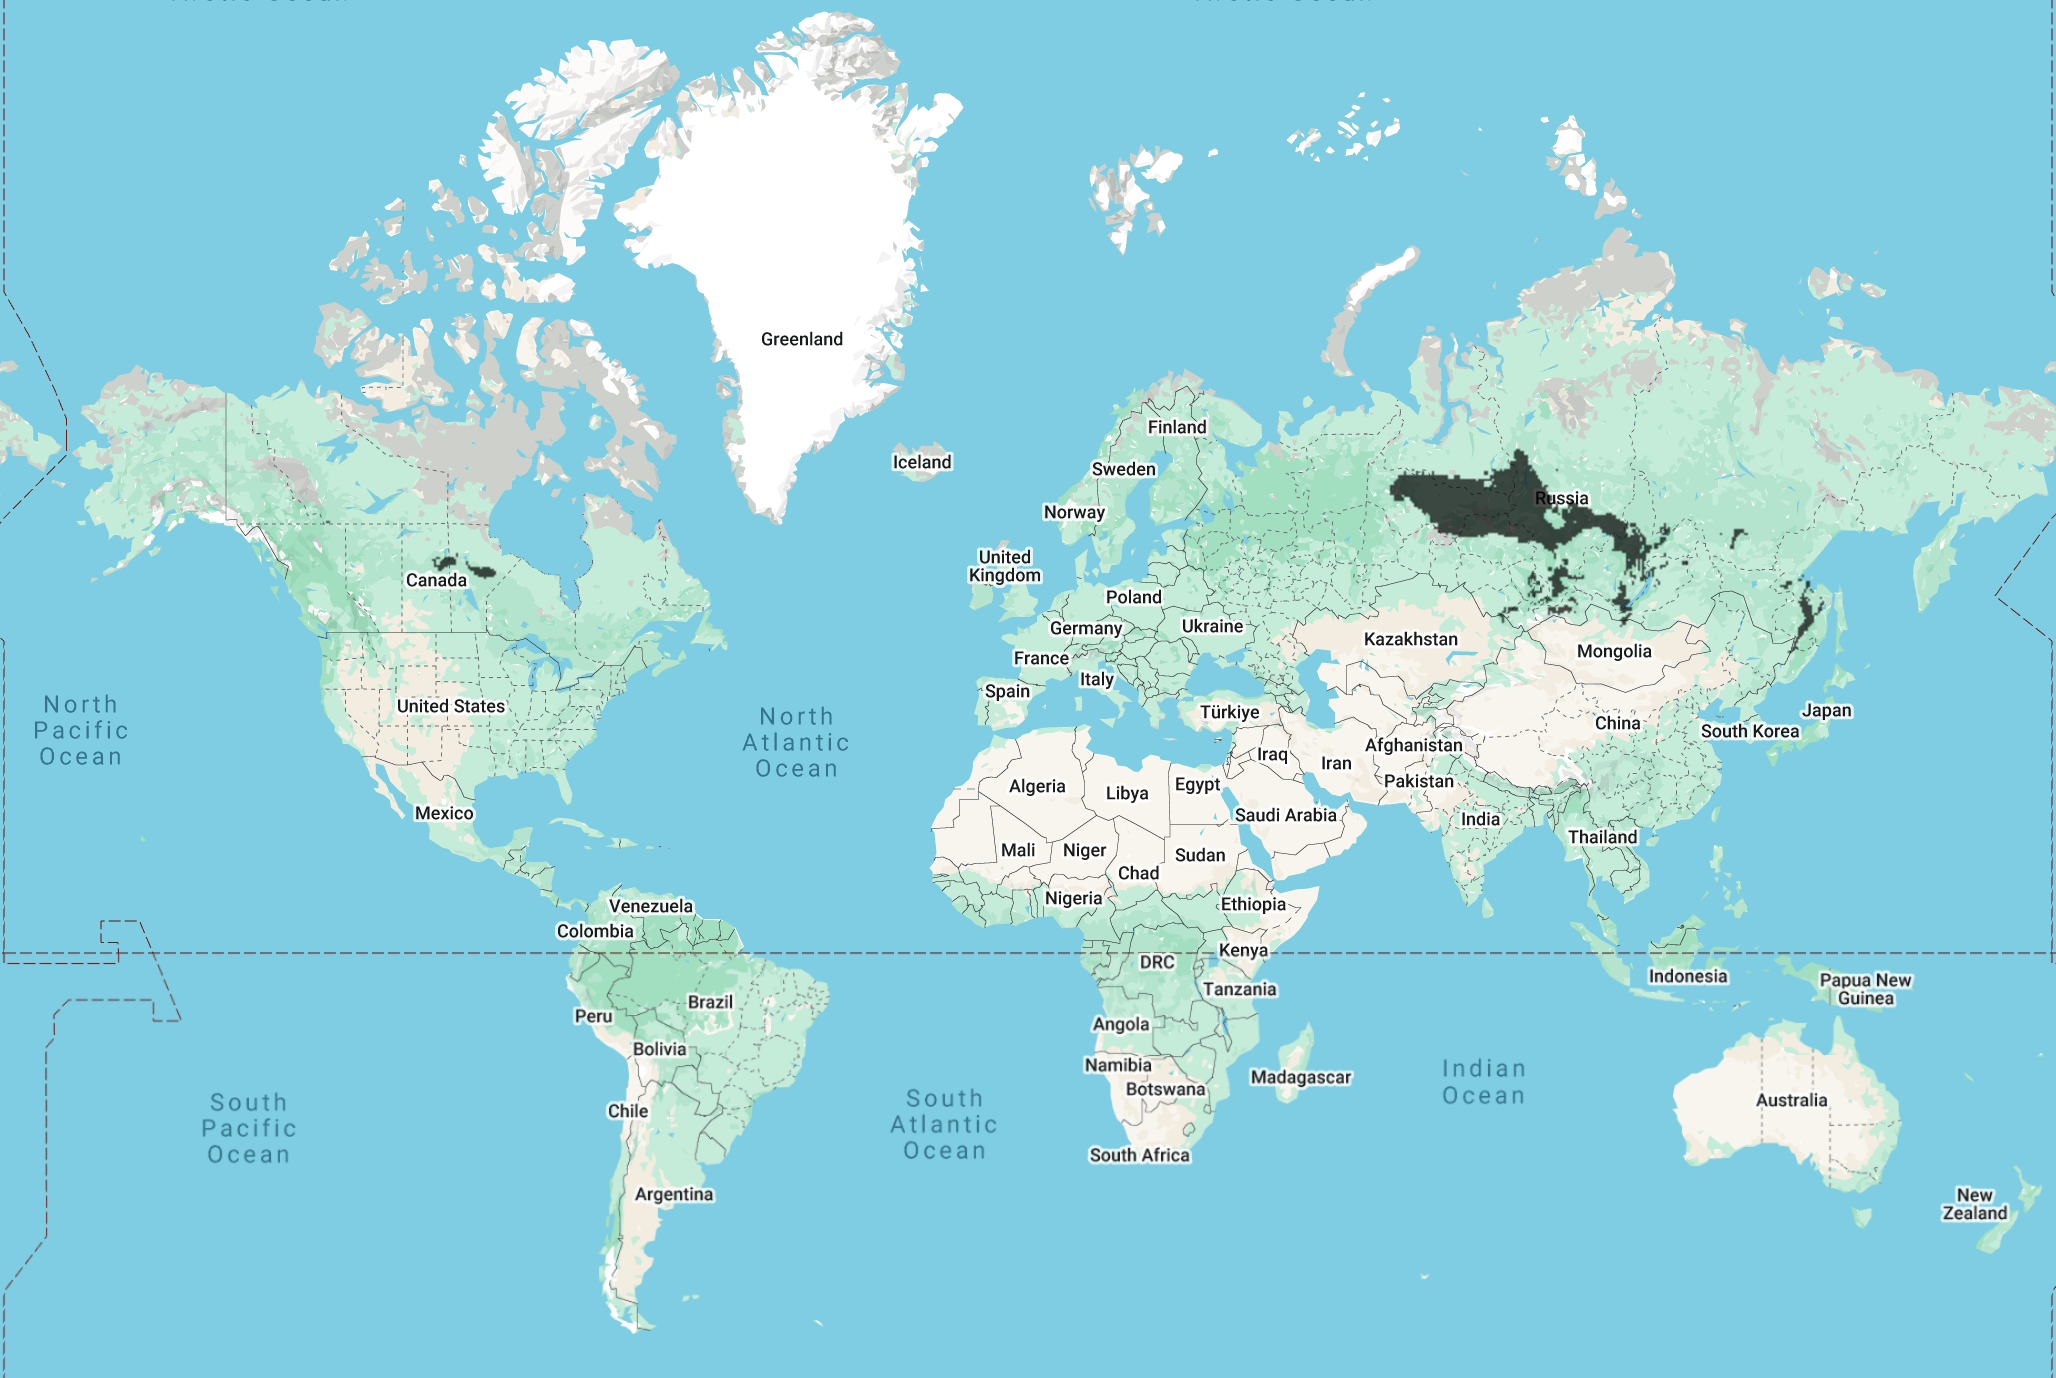 Greenland
Finland
Iceland
Sweden
Russia
Norway
United
Kingdom
Canada
Poland
Germany
Ukraine
Kazakhstan
France
Mongolia
Italy
Spain
North
Pacific
Ocean
United States
Türkiye
China
Japan
South Korea
North
Atlantic
Ocean
Iraq
Iran
Afghanistan
Pakistan
Algeria
Libya
Egypt
Mexico
Saudi Arabia
India
Thailand
Mali
Niger
Sudan
Chad
Nigeria
Ethiopia
Venezuela
Colombia
Kenya
DRC
Indonesia
Tanzania
Papua New
Guinea
Brazil
Peru
Angola
Bolivia
Namibia
Botswana
Madagascar
Indian
Ocean
Australia
Chile
South
Pacific
Ocean
South
Atlantic
Ocean
South Africa
Argentina
New
Zealand